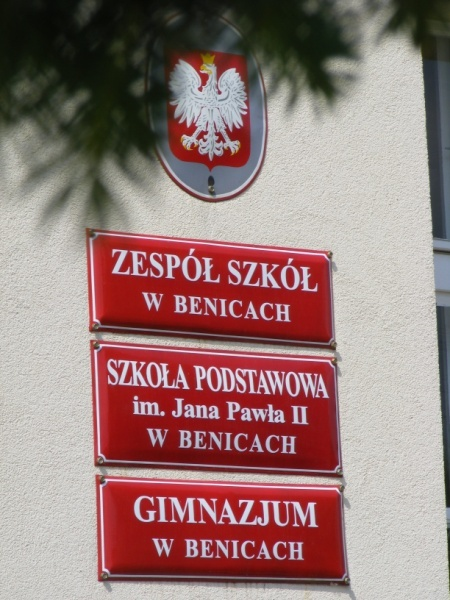 ZESPÓŁ SZKÓŁ
W BENICACH
SZKOŁA PODSTAWOWA
im. Jana Pawła II
W BENICACH
GIMNAZJUM
W BENICACH